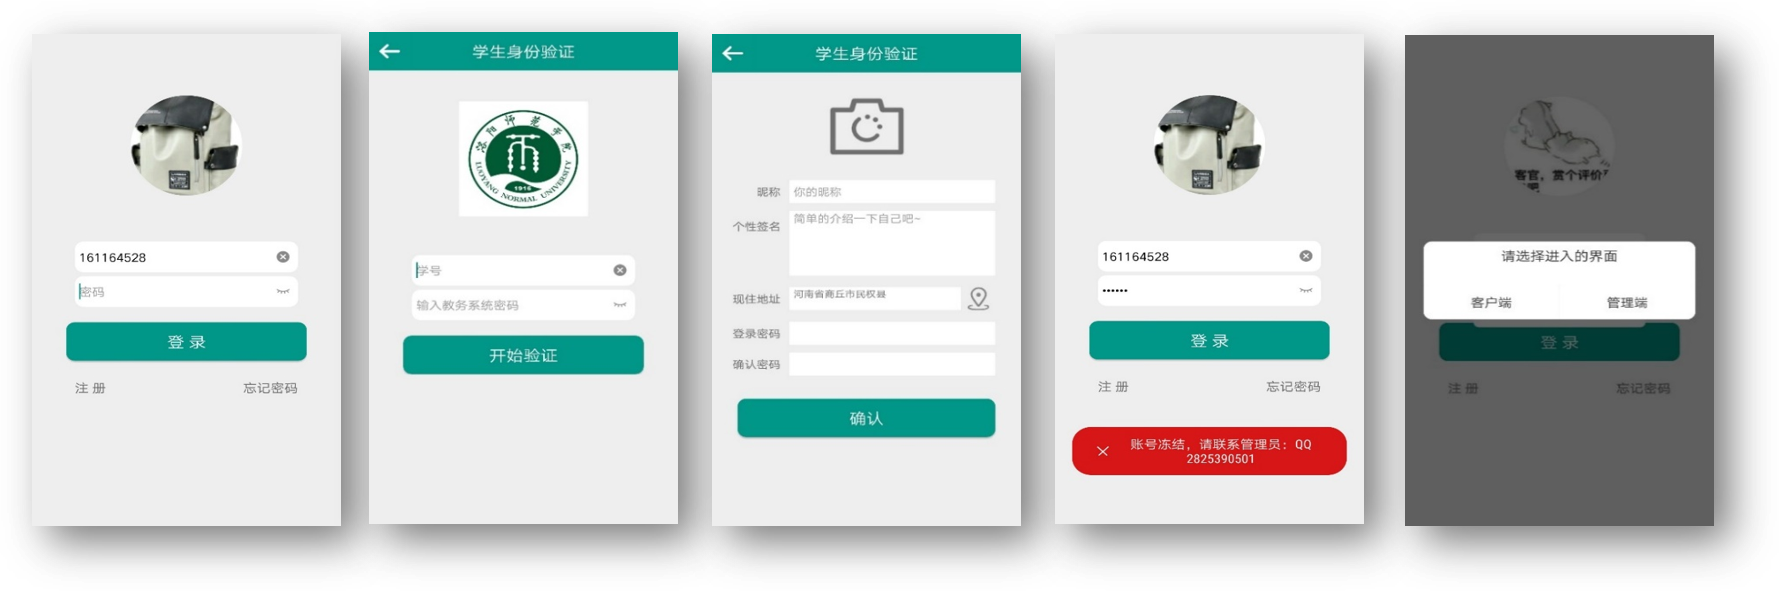 161164528
密码
登 录
注 册
忘记密码
学生身份验证
洛阳师范学院
LUOYANG NORMAL UNIVERSITY
1916
学号
输入教务系统密码
开始验证
学生身份验证
昵称
你的昵称
个性签名
简单的介绍一下自己吧~
现住地址
河南省商丘市民权县
登录密码
确认密码
确认
161164528
••••••
登 录
注 册
忘记密码
账号冻结，请联系管理员：QQ
2825390501
客官，赏个评价
吧
请选择进入的界面
客户端
管理端
登 录
注 册
忘记密码